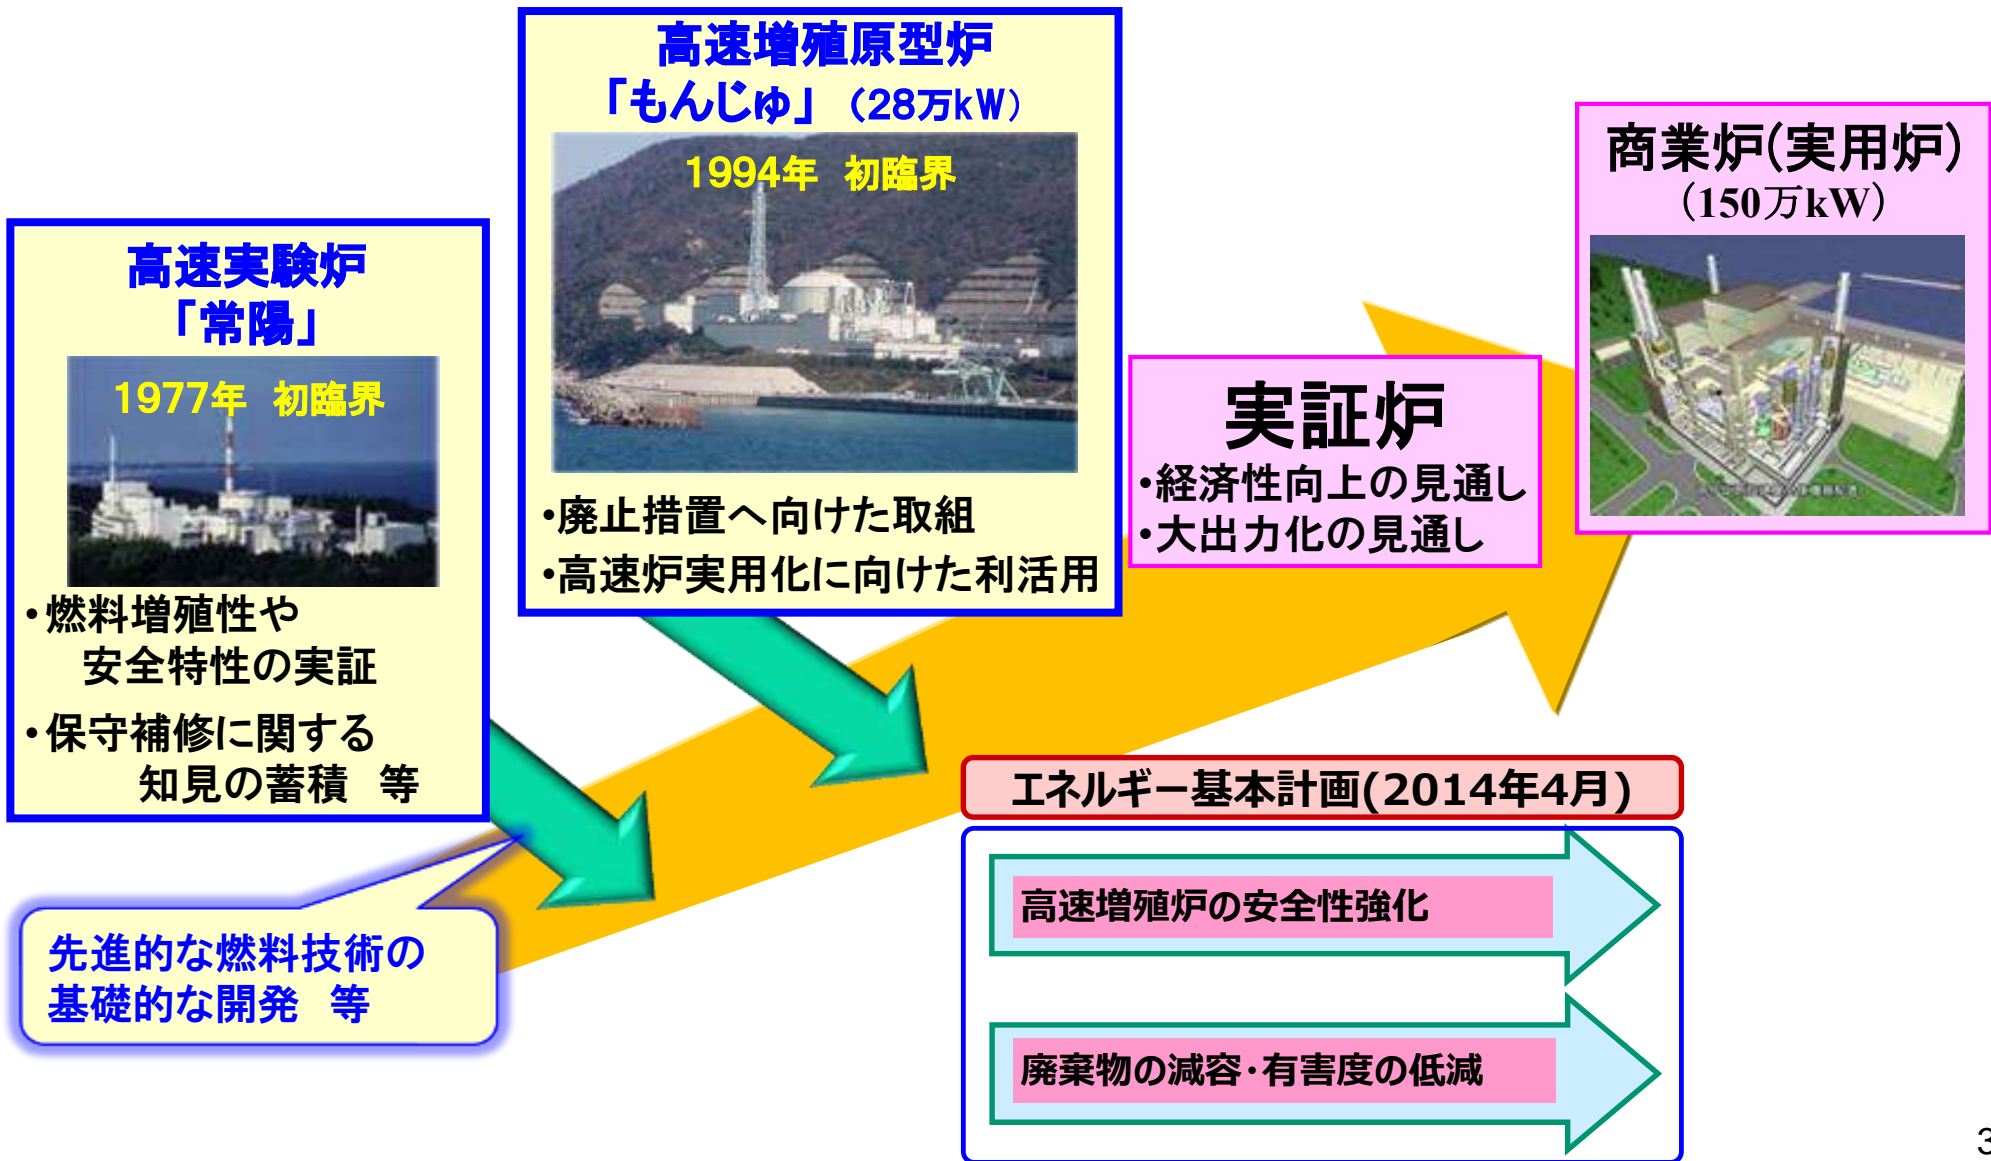 高速増殖原型炉
「もんじゅ」（28万kW）
1994年　初臨界
・廃止措置へ向けた取組
・高速炉実用化に向けた利活用
商業炉(実用炉)
（150万kW）
高速実験炉
「常陽」
1977年　初臨界
・燃料増殖性や
安全特性の実証
・保守補修に関する
知見の蓄積　等
実証炉
・経済性向上の見通し
・大出力化の見通し
エネルギー基本計画(2014年4月)
高速増殖炉の安全性強化
廃棄物の減容・有害度の低減
先進的な燃料技術の
基礎的な開発　等
3